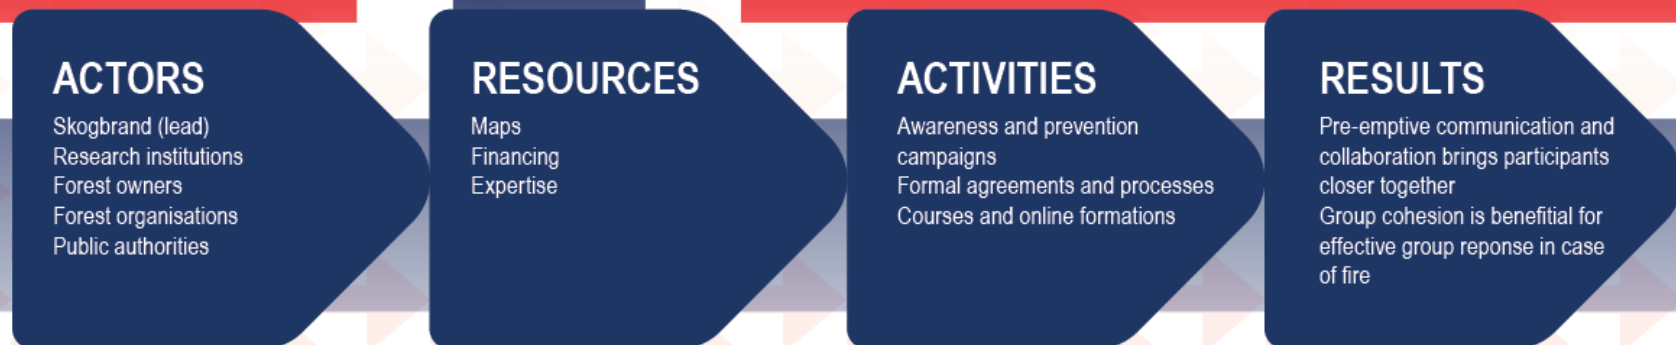 ACTORS
Skogbrand (lead)
Research institutions
Forest owners
Forest organisations
Public authorities
RESOURCES
Maps
Financing
Expertise
ACTIVITIES
Awareness and prevention
campaigns
Formal agreements and processes
Courses and online formations
RESULTS
Pre-emptive communication and
collaboration brings participants
closer together
Group cohesion is benefitial for
effective group reponse in case
of fire